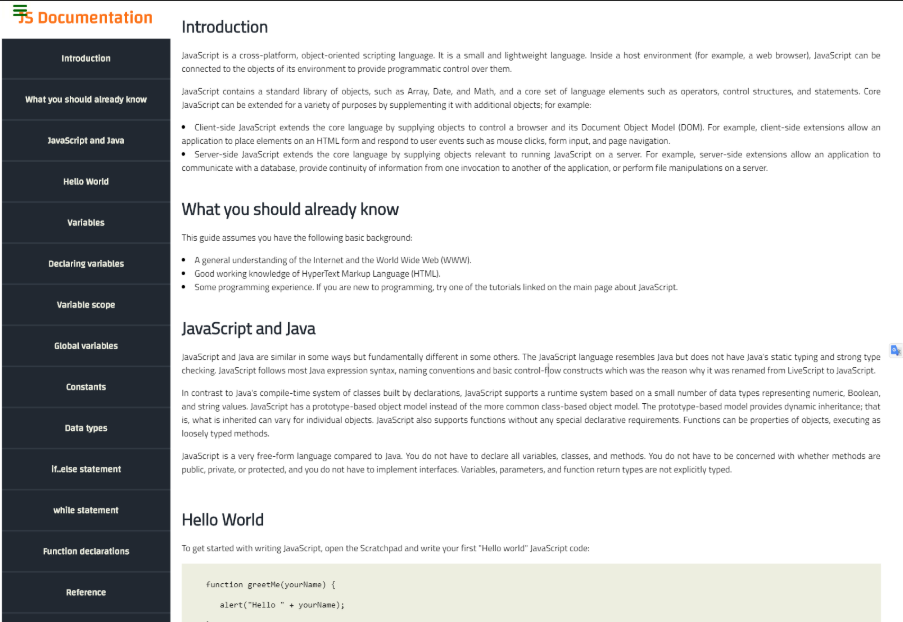 JS Documentation
Introduction
What you should already know
JavaScript and Java
Hello World
Variables
Declaring variables
Variable scope
Global variables
Constants
Data types
if..else statement
while statement
Function declarations
Reference
Introduction
JavaScript is a cross-platform, object-oriented scripting language. It is a small and lightweight language. Inside a host environment (for example, a web browser), JavaScript can be
connected to the objects of its environment to provide programmatic control over them.
JavaScript contains a standard library of objects, such as Array, Date, and Math, and a core set of language elements such as operators, control structures, and statements. Core
JavaScript can be extended for a variety of purposes by supplementing it with additional objects; for example:
• Client-side JavaScript extends the core language by supplying objects to control a browser and its Document Object Model (DOM). For example, client-side extensions allow an
application to place elements on an HTML form and respond to user events such as mouse clicks, form input, and page navigation.
• Server-side JavaScript extends the core language by supplying objects relevant to running JavaScript on a server. For example, server-side extensions allow an application to
communicate with a database, provide continuity of information from one invocation to another of the application, or perform file manipulations on a server.
What you should already know
This guide assumes you have the following basic background:
• A general understanding of the Internet and the World Wide Web (WWW).
• Good working knowledge of HyperText Markup Language (HTML).
• Some programming experience. If you are new to programming, try one of the tutorials linked on the main page about JavaScript.
JavaScript and Java
JavaScript and Java are similar in some ways but fundamentally different in some others. The JavaScript language resembles Java but does not have Java's static typing and strong type
checking. JavaScript follows most Java expression syntax, naming conventions and basic control-flow constructs which was the reason why it was renamed from LiveScript to JavaScript.
In contrast to Java's compile-time system of classes built by declarations, JavaScript supports a runtime system based on a small number of data types representing numeric, Boolean,
and string values. JavaScript has a prototype-based object model instead of the more common class-based object model. The prototype-based model provides dynamic inheritance; that
is, what is inherited can vary for individual objects. JavaScript also supports functions without any special declarative requirements. Functions can be properties of objects, executing as
loosely typed methods.
JavaScript is a very free-form language compared to Java. You do not have to declare all variables, classes, and methods. You do not have to be concerned with whether methods are
public, private, or protected, and you do not have to implement interfaces. Variables, parameters, and function return types are not explicitly typed.
Hello World
To get started with writing JavaScript, open the Scratchpad and write your first "Hello world" JavaScript code:
function greetMe(yourName) {
alert("Hello " + yourName);